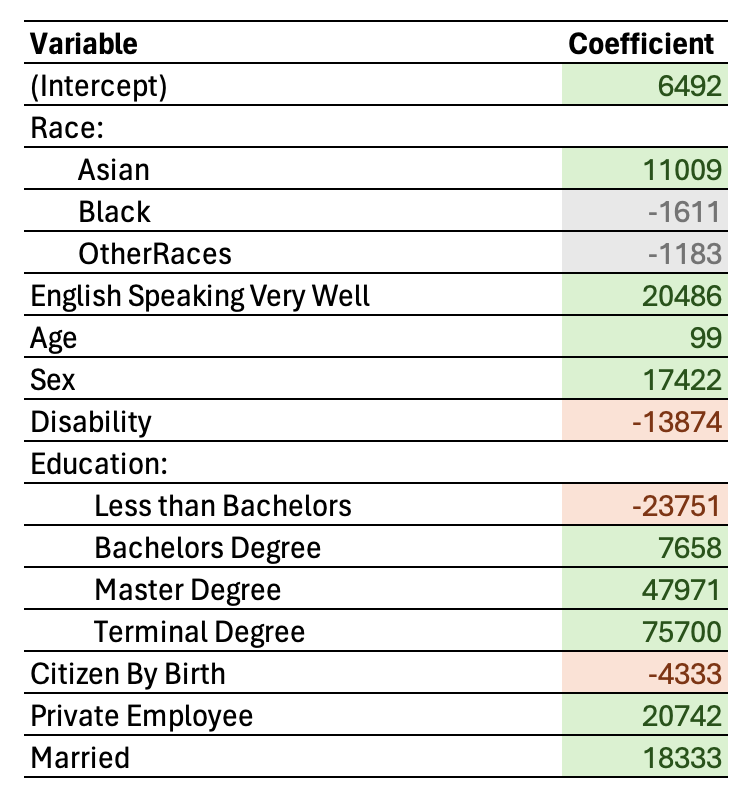 Variable Coefficient
(Intercept) 6492
Race:
Asian 11009
Black -1611
OtherRaces -1183
English Speaking Very Well 20486
Age 99
Sex 17422
Disability -13874
Education:
Less than Bachelors -23751
Bachelors Degree 7658
Master Degree 47971
Terminal Degree 75700
Citizen By Birth -4333
Private Employee 20742
Married 18333